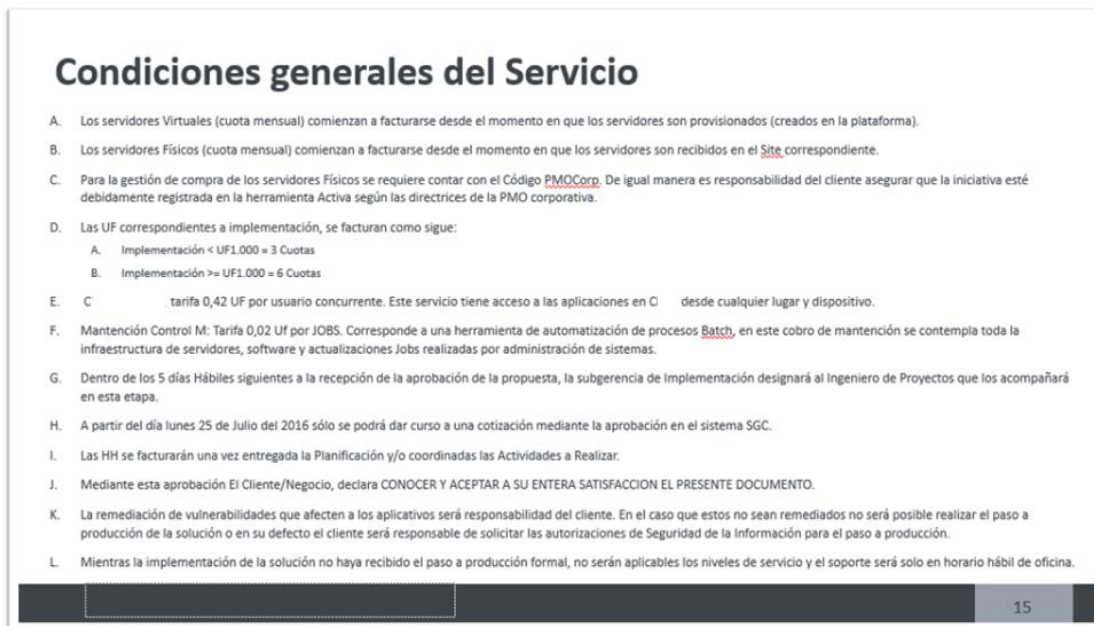 Condiciones generales del Servicio
A. Los servidores Virtuales (cuota mensual) comienzan a facturarse desde el momento en que los servidores son provisionados (creados en la plataforma).
B. Los servidores Físicos (cuota mensual) comienzan a facturarse desde el momento en que los servidores son recibidos en el Site correspondiente.
C. Para la gestión de compra de los servidores Físicos se requiere contar con el Código PMOCorp. De igual manera es responsabilidad del cliente asegurar que la iniciativa esté
debidamente registrada en la herramienta Activa según las directrices de la PMO corporativa.
D. Las UF correspondientes a implementación, se facturan como sigue:
A. Implementación < UF1.000 = 3 Cuotas
B. Implementación >= UF1.000 = 6 Cuotas
E. C tarifa 0,42 UF por usuario concurrente. Este servicio tiene acceso a las aplicaciones en C desde cualquier lugar y dispositivo.
F. Mantención Control M: Tarifa 0,02 Uf por JOBS. Corresponde a una herramienta de automatización de procesos Batch, en este cobro de mantención se contempla toda la
infraestructura de servidores, software y actualizaciones Jobs realizadas por administración de sistemas.
G. Dentro de los 5 días Hábiles siguientes a la recepción de la aprobación de la propuesta, la subgerencia de Implementación designará al Ingeniero de Proyectos que los acompañará
en esta etapa.
H. A partir del día lunes 25 de Julio del 2016 sólo se podrá dar curso a una cotización mediante la aprobación en el sistema SGC.
I. Las HH se facturarán una vez entregada la Planificación y/o coordinadas las Actividades a Realizar.
J. Mediante esta aprobación El Cliente/Negocio, declara CONOCER Y ACEPTAR A SU ENTERA SATISFACCION EL PRESENTE DOCUMENTO.
K. La remediación de vulnerabilidades que afecten a los aplicativos será responsabilidad del cliente. En el caso que estos no sean remediados no será posible realizar el paso a
producción de la solución o en su defecto el cliente será responsable de solicitar las autorizaciones de Seguridad de la Información para el paso a producción.
L. Mientras la implementación de la solución no haya recibido el paso a producción formal, no serán aplicables los niveles de servicio y el soporte será solo en horario hábil de oficina.
15